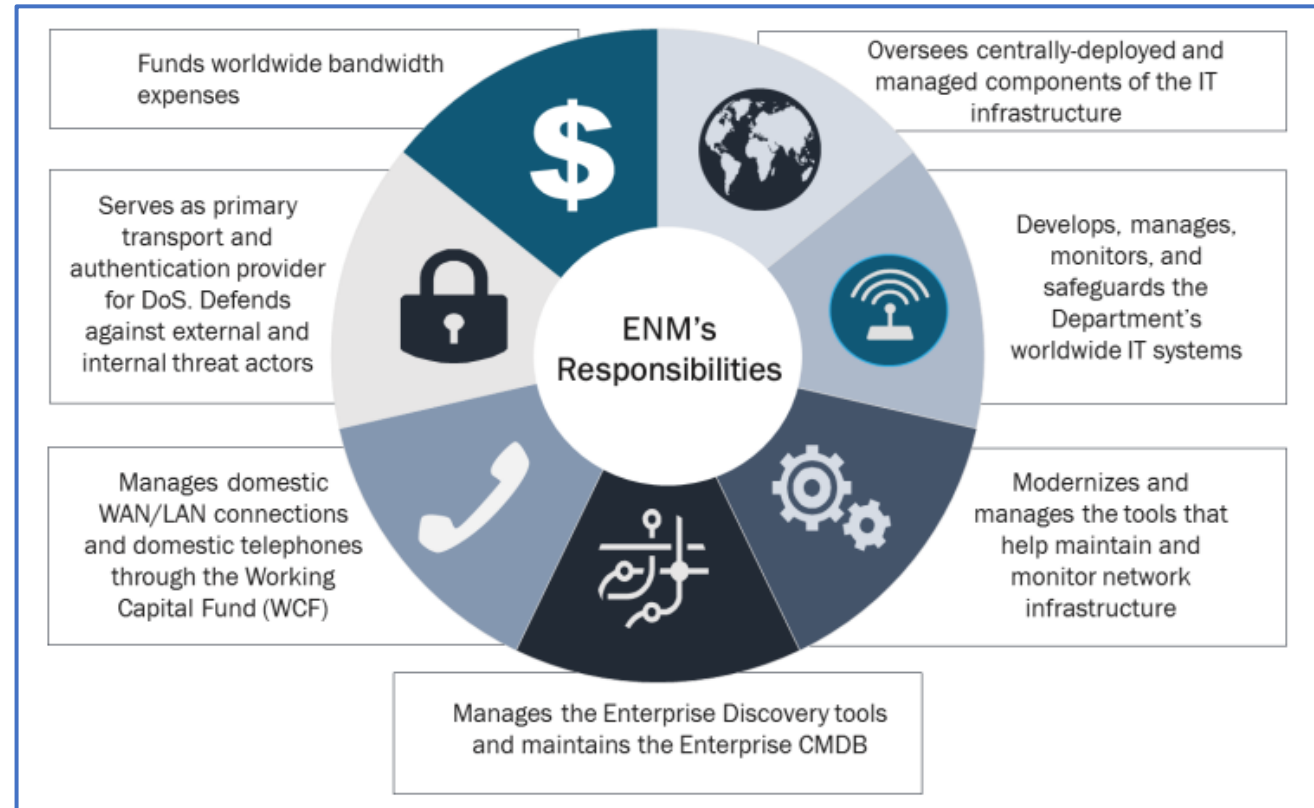 Funds worldwide bandwidth
expenses
$
Oversees centrally-deployed and
managed components of the IT
infrastructure
Serves as primary
transport and
authentication provider
for DoS. Defends
against external and
internal threat actors
Develops, manages,
monitors, and
safeguards the
Department's
worldwide IT systems
ENM's
Responsibilities
Manages domestic
WAN/LAN connections
and domestic telephones
through the Working
Capital Fund (WCF)
Modernizes and
manages the tools that
help maintain and
monitor network
infrastructure
Manages the Enterprise Discovery tools
and maintains the Enterprise CMDB